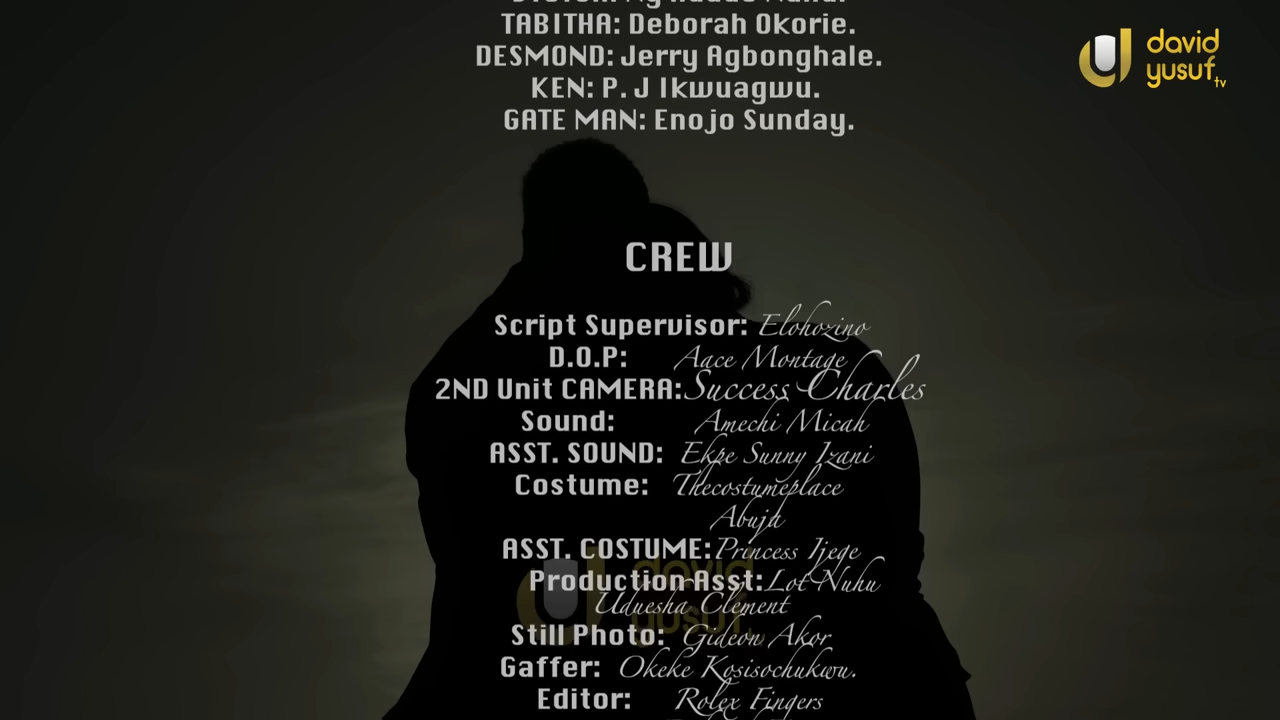 TABITHA: Deborah Okorie.
david
yusuf tv
DESMOND: Jerry Agbonghale.
KEN: P. J Ikwuagwu.
GATE MAN: Enojo Sunday.
CREW
Script Supervisor: Elohozino
D.O.P: Aace Montage
2ND Unit CAMERA: Success Charles
Sound: Amechi Micah
ASST. SOUND: Ekpe Sunny Izani
Costume: Thecostumeplace
Abuja
ASST. COSTUME: Princess Ijege
Production Asst: Lot Nuhu
Uduesha Clement
david
yusuf
Still Photo: Gideon Akor
Gaffer: Okeke Kosisochukwu.
Editor: Rolex Fingers